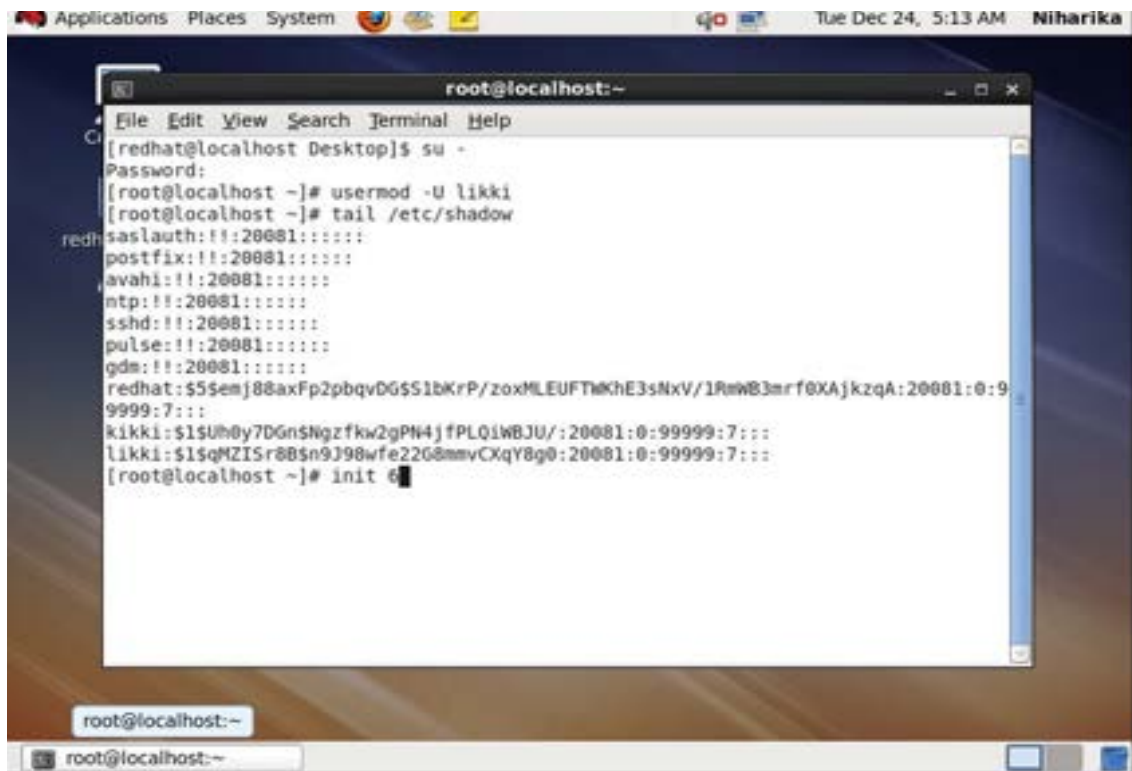 Applications Places System Tue Dec 24, 5:13 AM Niharika
root@localhost:~
File Edit View Search Terminal Help
[redhat@localhost Desktop]$ su -
Password:
[root@localhost ~]# usermod -U likki
[root@localhost ~]# tail /etc/shadow
saslauth:!!:20081::::::
postfix:!!:20081::::::
avahi:!!:20081::::::
ntp:!!:20081::::::
sshd:!!:20081::::::
pulse:!!:20081::::::
gdm:!!:20081::::::
redhat:$5$emj88axFp2pbqvDG$S1bKrP/zoxMLEUFTWKhE3sNxV/1RmWB3mrf0XAjkzqA:20081:0:9
9999:7:::
kikki:$1$Uh0y7DGn$Ngzfkw2gPN4jfPLQiWBJU/:20081:0:99999:7:::
likki:$1$qMZISr8B$n9J98wfe22G8mmvCXqY8g0:20081:0:99999:7:::
[root@localhost ~]# init 6
redh
root@localhost:~
root@localhost:~